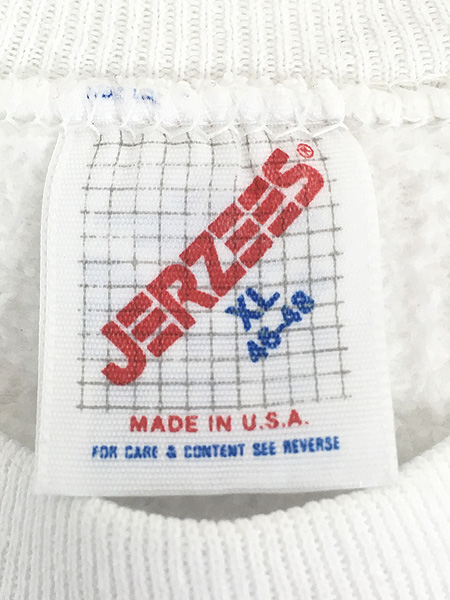 JERZEES®
XL
46-48
MADE IN U.S.A.
FOR CARE & CONTENT SEE REVERSE